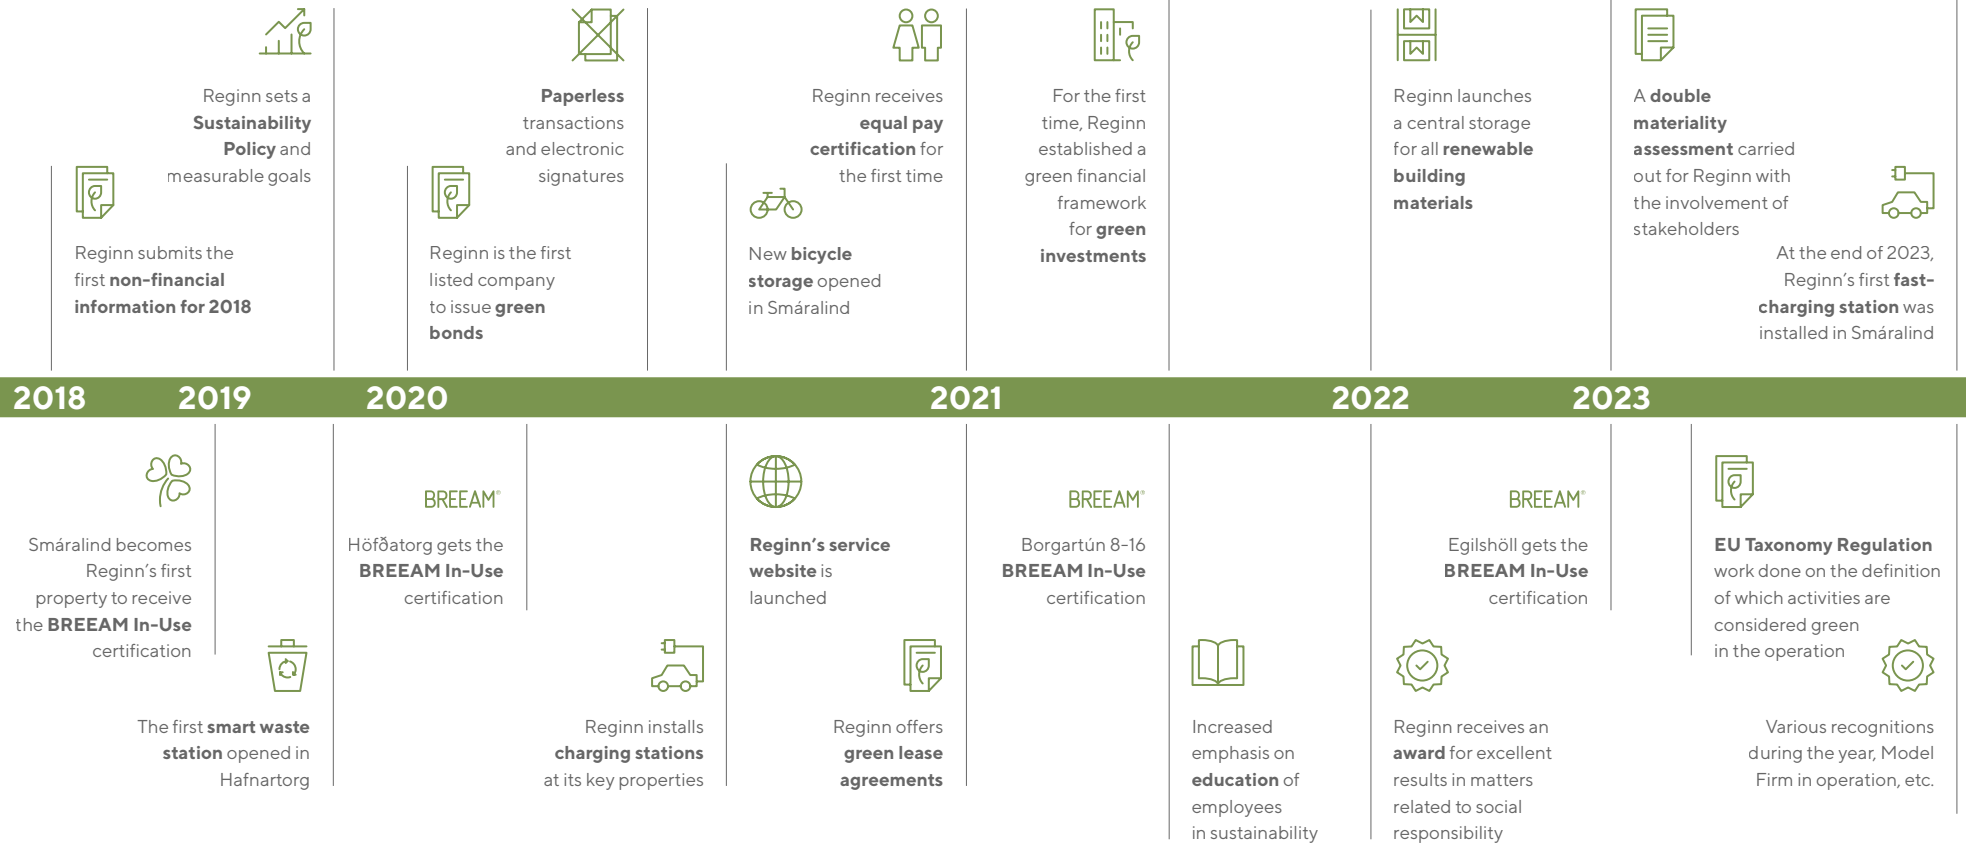 Reginn sets a
Sustainability
Policy and
measurable goals
Reginn submits the
first non-financial
information for 2018
Paperless
transactions
and electronic
signatures
Reginn is the first
listed company
to issue green
bonds
Reginn receives
equal pay
certification for
the first time
New bicycle
storage opened
in Smáralind
For the first
time, Reginn
established a
green financial
framework
for green
investments
Reginn launches
a central storage
for all renewable
building
materials
A double
materiality
assessment carried
out for Reginn with
the involvement of
stakeholders
At the end of 2023,
Reginn’s first fast-
charging station was
installed in Smáralind
2018 2019 2020 2021 2022 2023
Smáralind becomes
Reginn’s first
property to receive
the BREEAM In-Use
certification
The first smart waste
station opened in
Hafnartorg
BREEAM®
Höfðatorg gets the
BREEAM In-Use
certification
Reginn installs
charging stations
at its key properties
Reginn’s service
website is
launched
Reginn offers
green lease
agreements
BREEAM®
Borgartún 8-16
BREEAM In-Use
certification
Increased
emphasis on
education of
employees
in sustainability
BREEAM®
Egilshöll gets the
BREEAM In-Use
certification
Reginn receives an
award for excellent
results in matters
related to social
responsibility
EU Taxonomy Regulation
work done on the definition
of which activities are
considered green
in the operation
Various recognitions
during the year, Model
Firm in operation, etc.